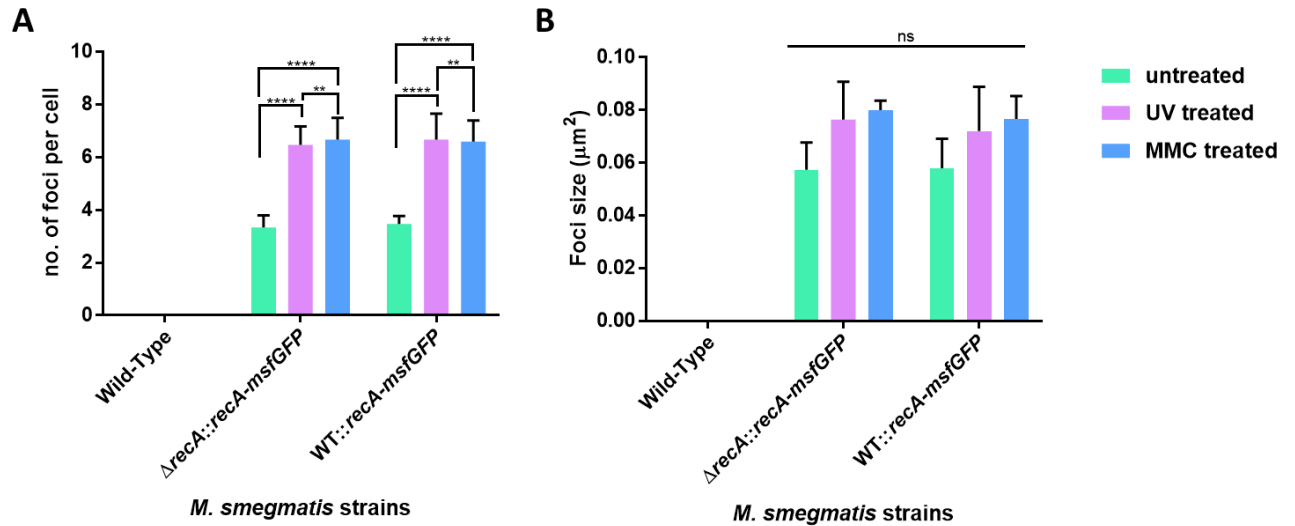 A
no. of foci per cell
10
8
6
4
2
0
****
****
**
****
****
**
Wild-Type
ΔrecA::recA-msfGFP
WT::recA-msfGFP
M. smegmatis strains
B
Foci size (μm²)
0.10
0.08
0.06
0.04
0.02
0.00
ns
Wild-Type
ΔrecA::recA-msfGFP
WT::recA-msfGFP
M. smegmatis strains
untreated
UV treated
MMC treated